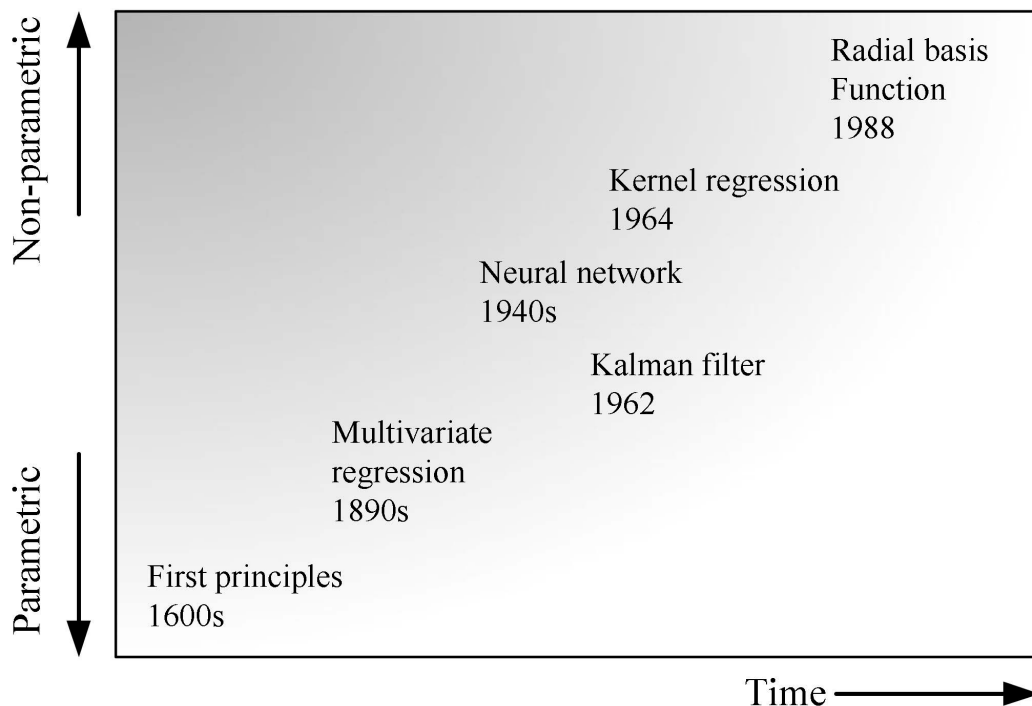 Non-parametric
Parametric
Radial basis
Function
1988
Kernel regression
1964
Neural network
1940s
Kalman filter
1962
Multivariate
regression
1890s
First principles
1600s
Time